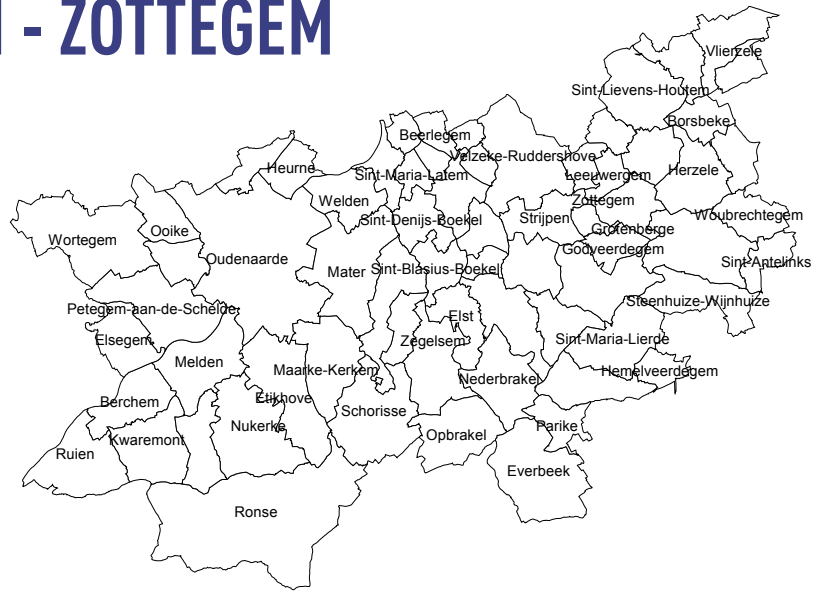 - ZOTTEGEM
Vlierzele
Sint-Lievens-Houtem
Borsbeke
Beerlegem
Velzeke-Ruddershove
Heurne
Sint-Maria-Latem
Leeuwergem
Herzele
Welden
Zottegem
Sint-Denijs-Boekel
Strijpen
Woubrechtegem
Ooike
Grotenberge
Wortegem
Godveerdegem
Oudenaarde
Sint-Antelinks
Mater
Sint-Blasius-Boekel
Steenhuize-Wijnhuize
Petegem-aan-de-Schelde
Elst
Elsegem
Zegelsem
Sint-Maria-Lierde
Melden
Maarke-Kerkem
Hemelveerdegem
Nederbrakel
Etikhove
Berchem
Schorisse
Nukerke
Parike
Opbrakel
Kwaremont
Ruien
Everbeek
Ronse